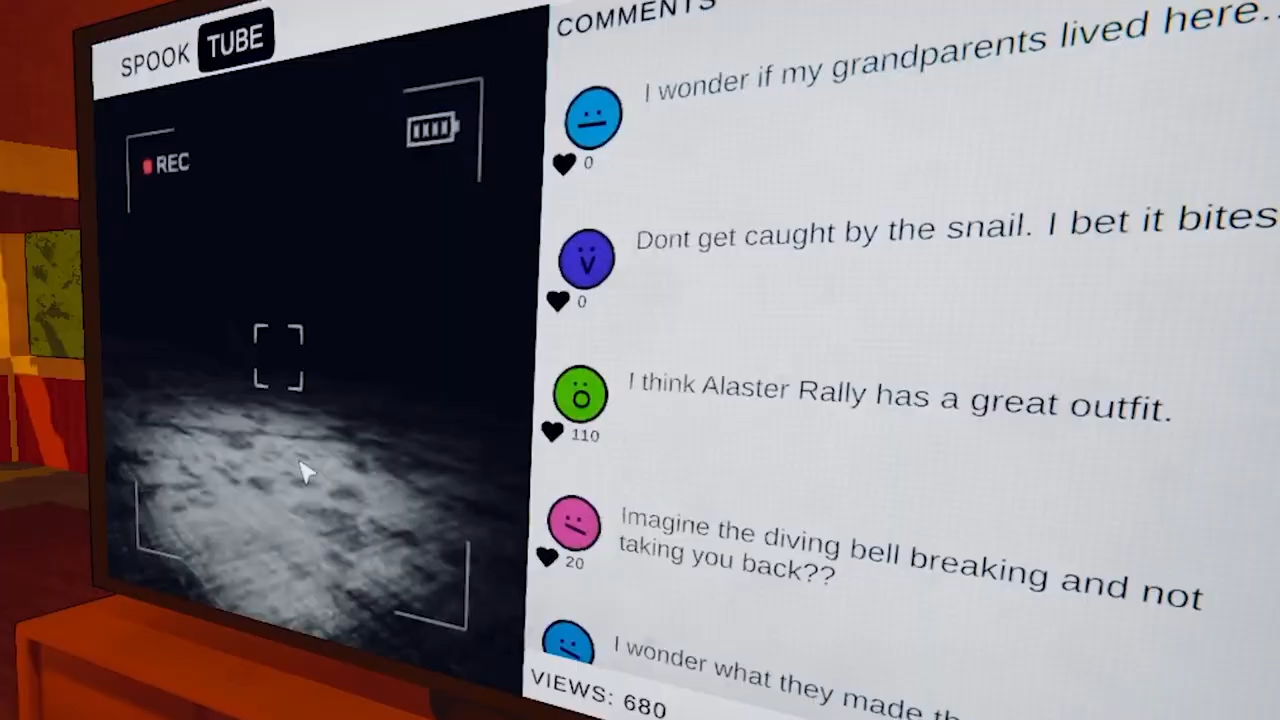 SPOOK TUBE
REC
COMMENTS
I wonder if my grandparents lived here..
0
Dont get caught by the snail. I bet it bites
0
I think Alaster Rally has a great outfit.
110
Imagine the diving bell breaking and not
taking you back??
20
I wonder what they made
VIEWS: 680